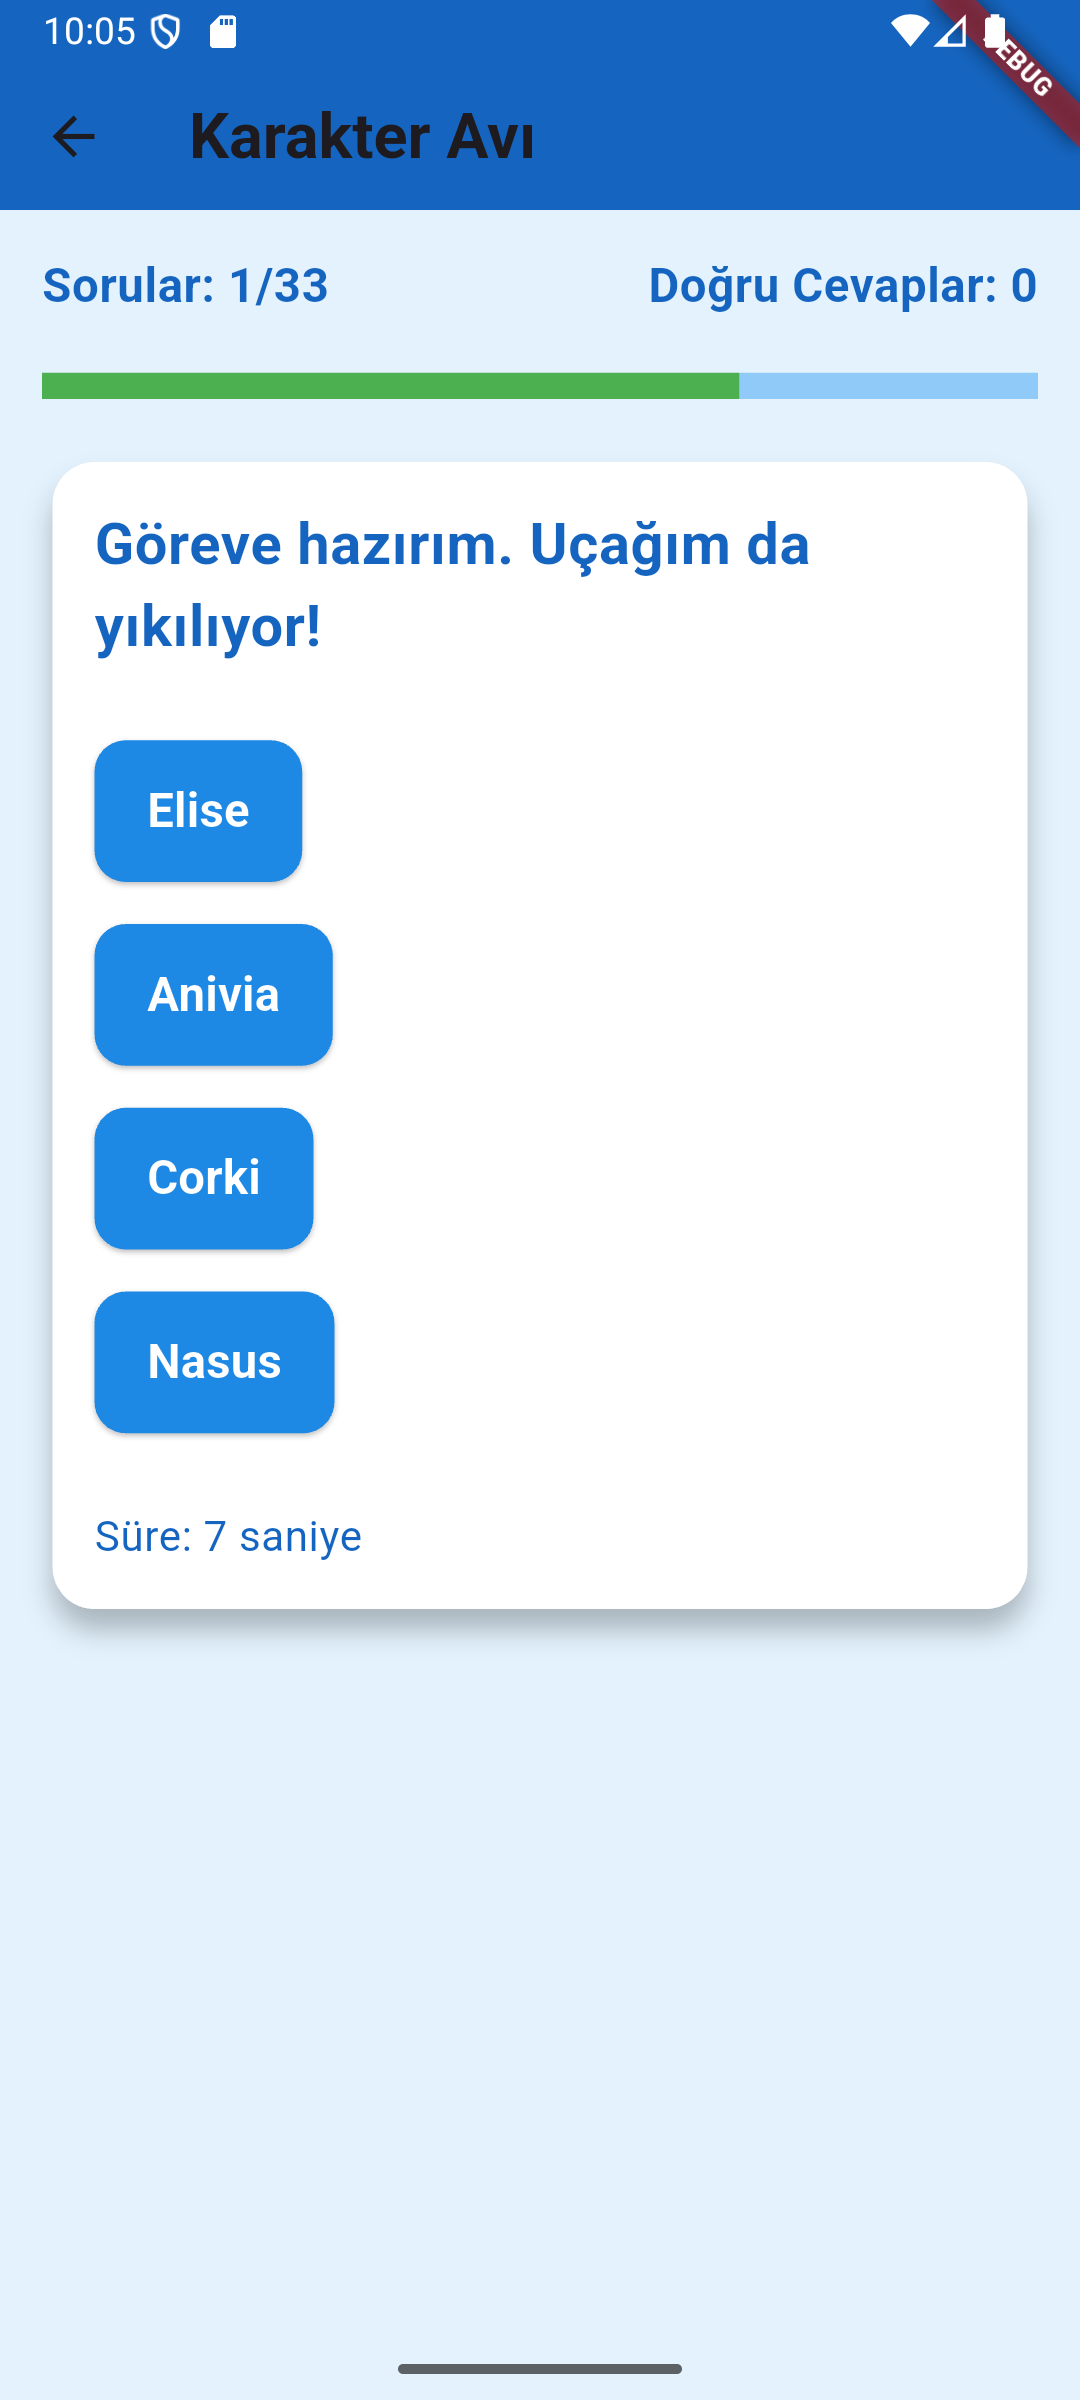 10:05
EBUG
Karakter Avı
Sorular: 1/33
Doğru Cevaplar: 0
Göreve hazırım. Uçağım da
yıkılıyor!
Elise
Anivia
Corki
Nasus
Süre: 7 saniye